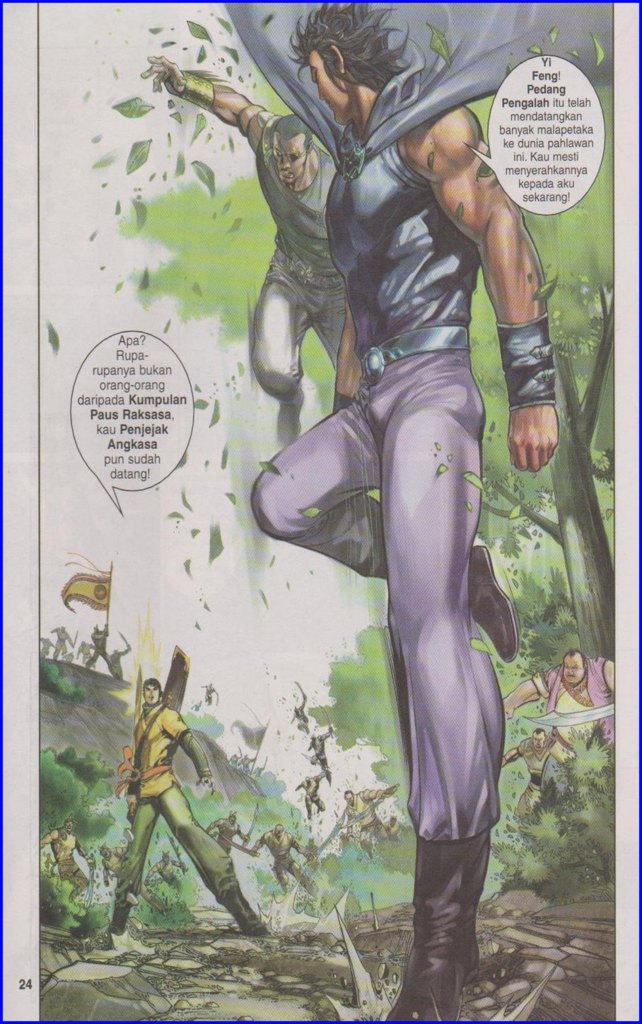 Yi
Feng!
Pedang
Pengalah itu telah
mendatangkan
banyak malapetaka
ke dunia pahlawan
ini. Kau mesti
menyerahkannya
kepada aku
sekarang!
Apa?
Rupa-
rupanya bukan
orang-orang
daripada Kumpulan
Paus Raksasa,
kau Penjejak
Angkasa
pun sudah
datang!
24